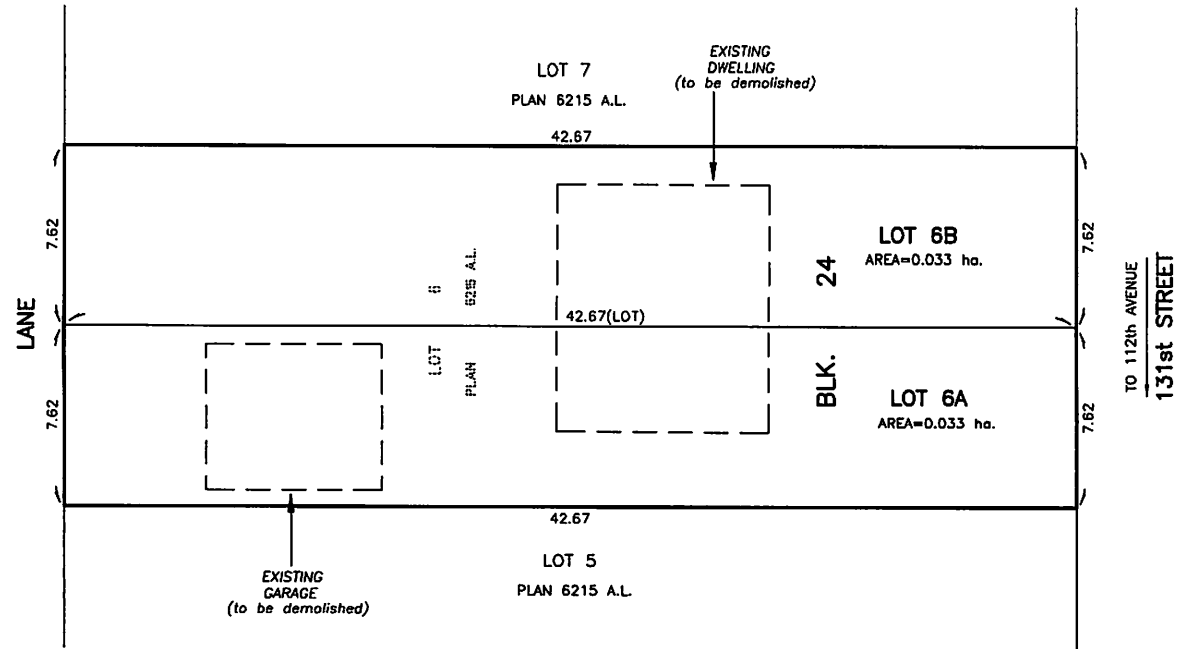 EXISTING
DWELLING
(to be demolished)
LOT 7
PLAN 6215 A.L.
42.67
7.62
7.62
LOT 6B
AREA=0.033 ha.
LOT 6
PLAN 6215 A.L.
BLK. 24
LANE
42.67(LOT)
TO 112th AVENUE
131st STREET
7.62
7.62
LOT 6A
AREA=0.033 ha.
42.67
LOT 5
PLAN 6215 A.L.
EXISTING
GARAGE
(to be demolished)